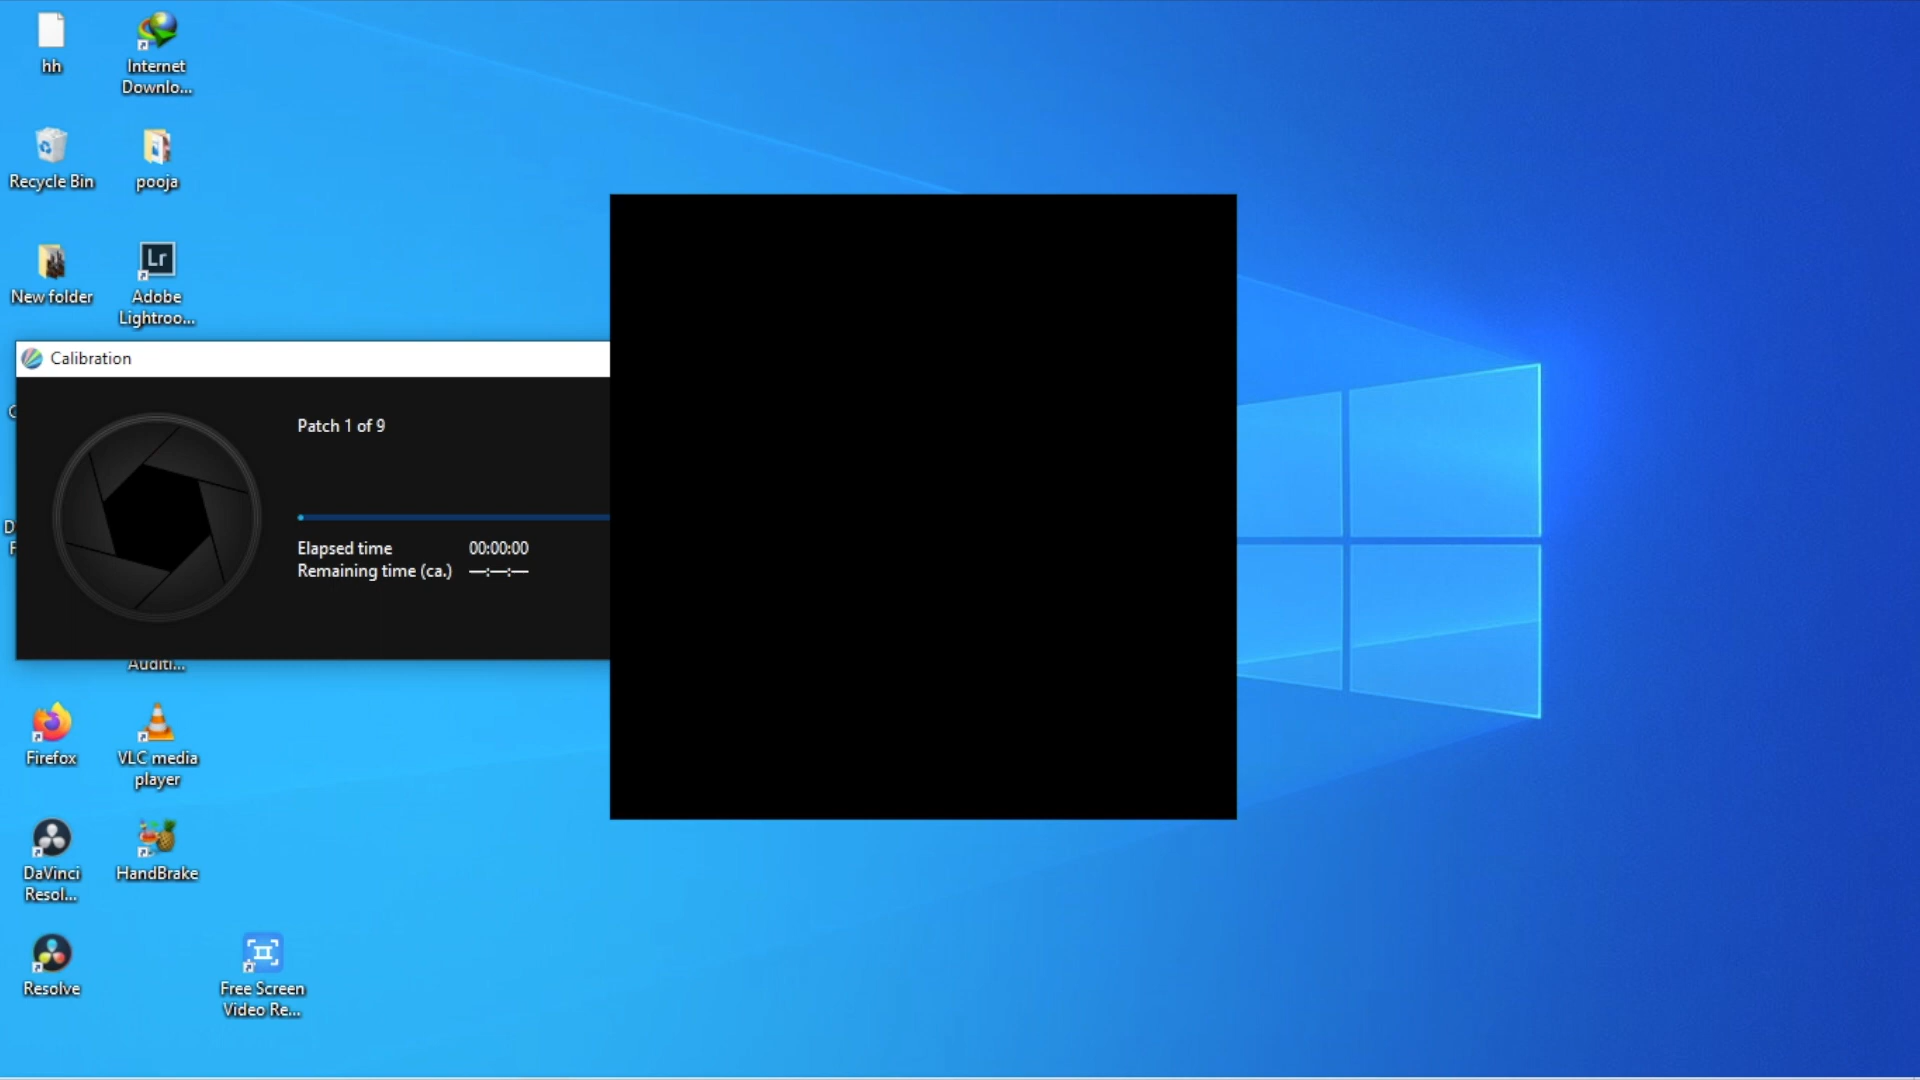 hh
Internet
Downlo...
Recycle Bin
pooja
New folder
Lr
Adobe
Lightroo...
Calibration
Patch 1 of 9
Elapsed time 00:00:00
Remaining time (ca.) —:—:—
Auditi...
Firefox
VLC media
player
DaVinci
Resol...
HandBrake
Resolve
Free Screen
Video Re...